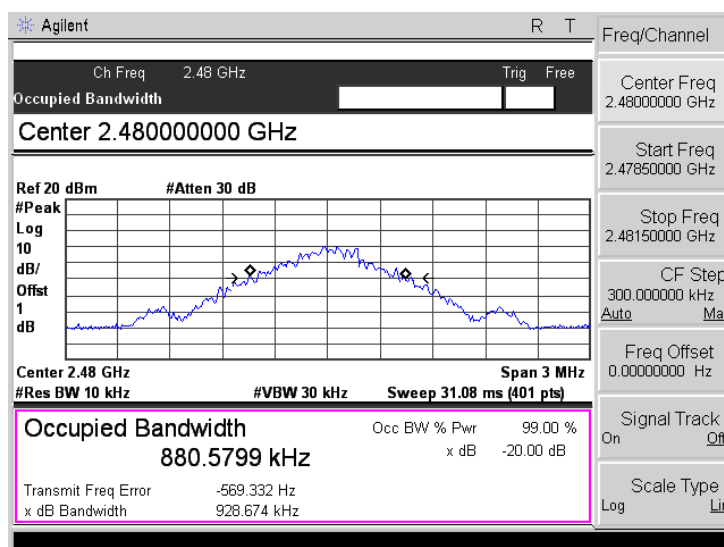 Agilent R T
Ch Freq 2.48 GHz Trig Free
Occupied Bandwidth
Center 2.480000000 GHz
Ref 20 dBm #Atten 30 dB
#Peak
Log
10
dB/
Offst
1
dB
Center 2.48 GHz Span 3 MHz
#Res BW 10 kHz #VBW 30 kHz Sweep 31.08 ms (401 pts)
Occupied Bandwidth Occ BW % Pwr 99.00 %
880.5799 kHz x dB -20.00 dB
Transmit Freq Error -569.332 Hz
x dB Bandwidth 928.674 kHz
Freq/Channel
Center Freq
2.48000000 GHz
Start Freq
2.47850000 GHz
Stop Freq
2.48150000 GHz
CF Step
300.000000 kHz
Auto Ma
Freq Offset
0.00000000 Hz
Signal Track
On Off
Scale Type
Log Li